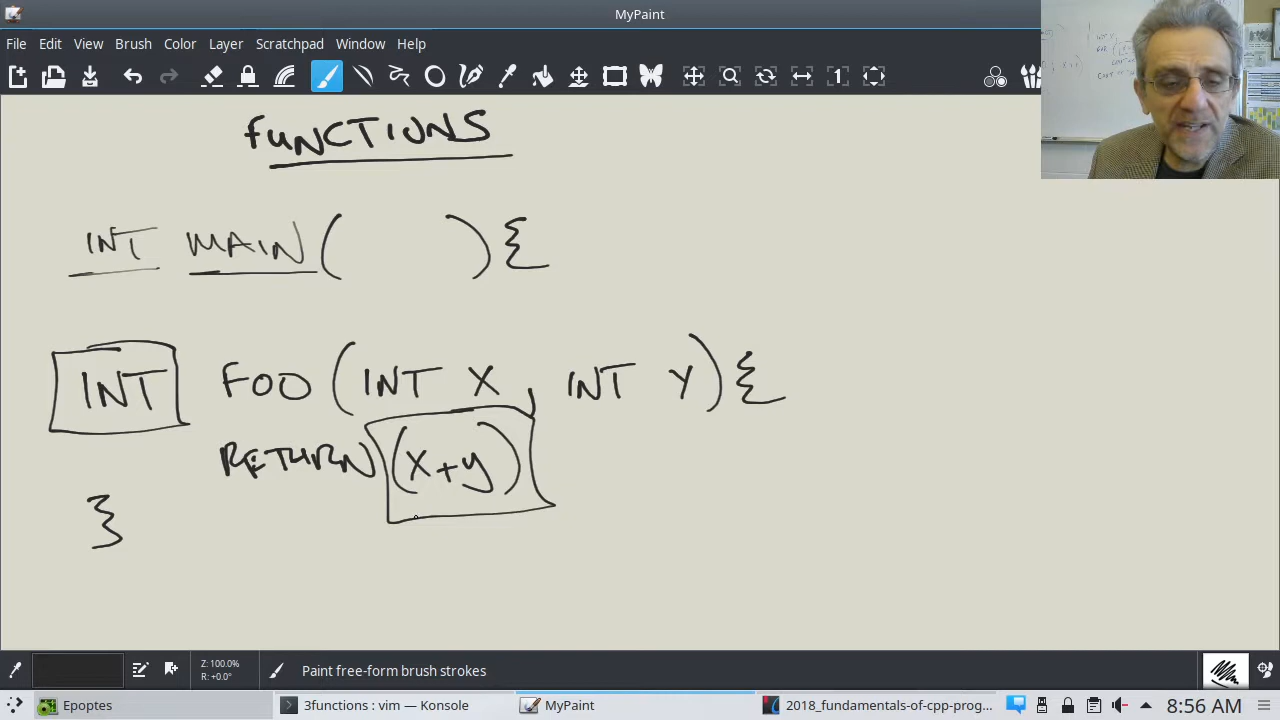 MyPaint
File Edit View Brush Color Layer Scratchpad Window Help
FUNCTIONS
INT MAIN ( ) {
INT FOO (INT X, INT Y) {
RETURN (X+Y)
}
Z: 100.0%
R: +0.0°
Paint free-form brush strokes
Epoptes
3functions : vim — Konsole
MyPaint
2018_fundamentals-of-cpp-prog...
8:56 AM